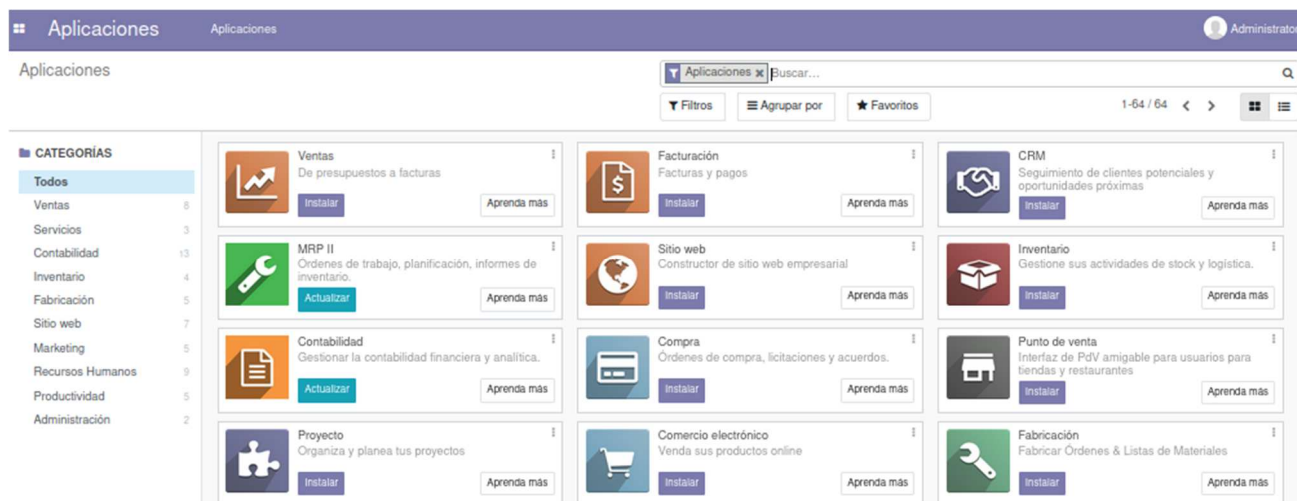 Aplicaciones
Aplicaciones
Administrator
Aplicaciones
Aplicaciones x Buscar...
Filtros
Agrupar por
Favoritos
1-64 / 64
CATEGORÍAS
Todos
Ventas 8
Servicios 3
Contabilidad 13
Inventario 4
Fabricación 5
Sitio web 7
Marketing 5
Recursos Humanos 9
Productividad 5
Administración 2
Ventas
De presupuestos a facturas
Instalar
Aprenda más
Facturación
Facturas y pagos
Instalar
Aprenda más
CRM
Seguimiento de clientes potenciales y
oportunidades próximas
Instalar
Aprenda más
MRP II
Órdenes de trabajo, planificación, informes de
inventario.
Actualizar
Aprenda más
Sitio web
Constructor de sitio web empresarial
Instalar
Aprenda más
Inventario
Gestione sus actividades de stock y logística.
Instalar
Aprenda más
Contabilidad
Gestionar la contabilidad financiera y analítica.
Actualizar
Aprenda más
Compra
Órdenes de compra, licitaciones y acuerdos.
Instalar
Aprenda más
Punto de venta
Interfaz de PdV amigable para usuarios para
tiendas y restaurantes
Instalar
Aprenda más
Proyecto
Organiza y planea tus proyectos
Instalar
Aprenda más
Comercio electrónico
Venda sus productos online
Instalar
Aprenda más
Fabricación
Fabricar Órdenes & Listas de Materiales
Instalar
Aprenda más